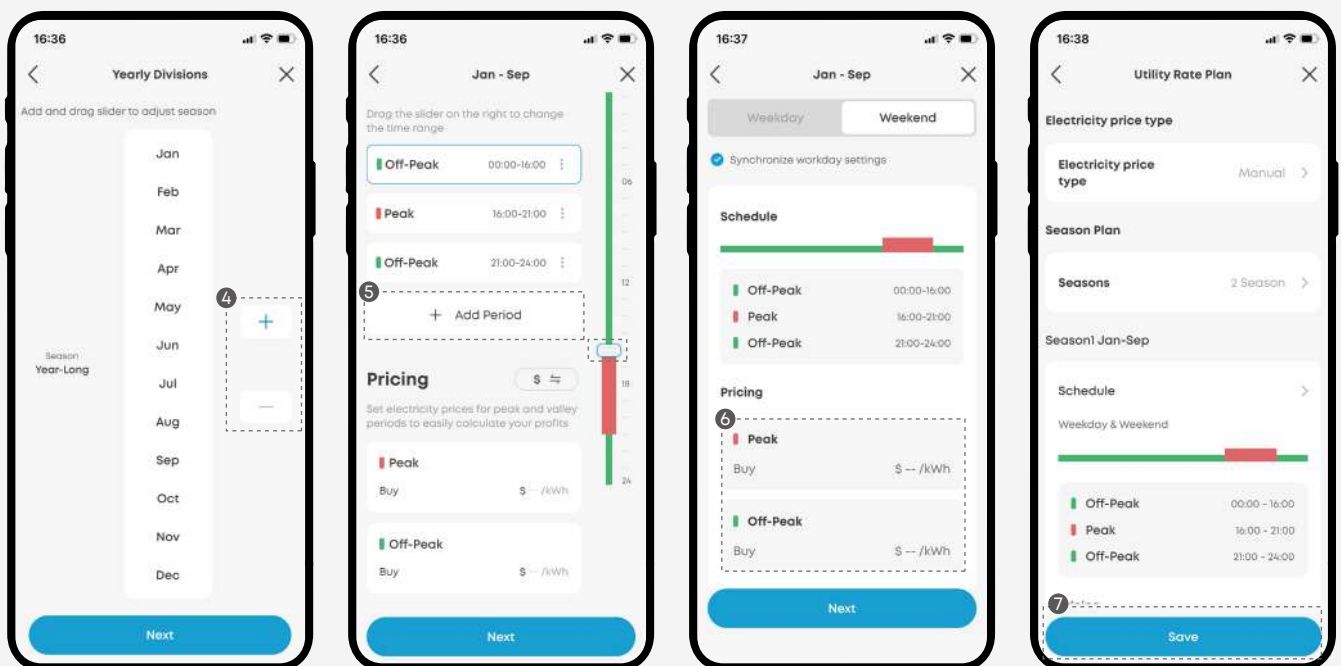 16:36
Yearly Divisions
Add and drag slider to adjust season
Jan
Feb
Mar
Apr
May
Jun
Jul
Aug
Sep
Oct
Nov
Dec
Season
Year-Long
4
+
—
Next
16:36
Jan - Sep
Drag the slider on the right to change
the time range
Off-Peak 00:00-16:00
Peak 16:00-21:00
Off-Peak 21:00-24:00
5
+ Add Period
06
12
18
24
Pricing $
Set electricity prices for peak and valley
periods to easily calculate your profits
Peak
Buy $ -- /kWh
Off-Peak
Buy $ -- /kWh
Next
16:37
Jan - Sep
Weekday Weekend
Synchronize workday settings
Schedule
Off-Peak 00:00-16:00
Peak 16:00-21:00
Off-Peak 21:00-24:00
Pricing
6
Peak
Buy $ -- /kWh
Off-Peak
Buy $ -- /kWh
Next
16:38
Utility Rate Plan
Electricity price type
Electricity price
type
Manual
Season Plan
Seasons 2 Season
Season1 Jan-Sep
Schedule
Weekday & Weekend
Off-Peak 00:00 - 16:00
Peak 16:00 - 21:00
Off-Peak 21:00 - 24:00
7
Save